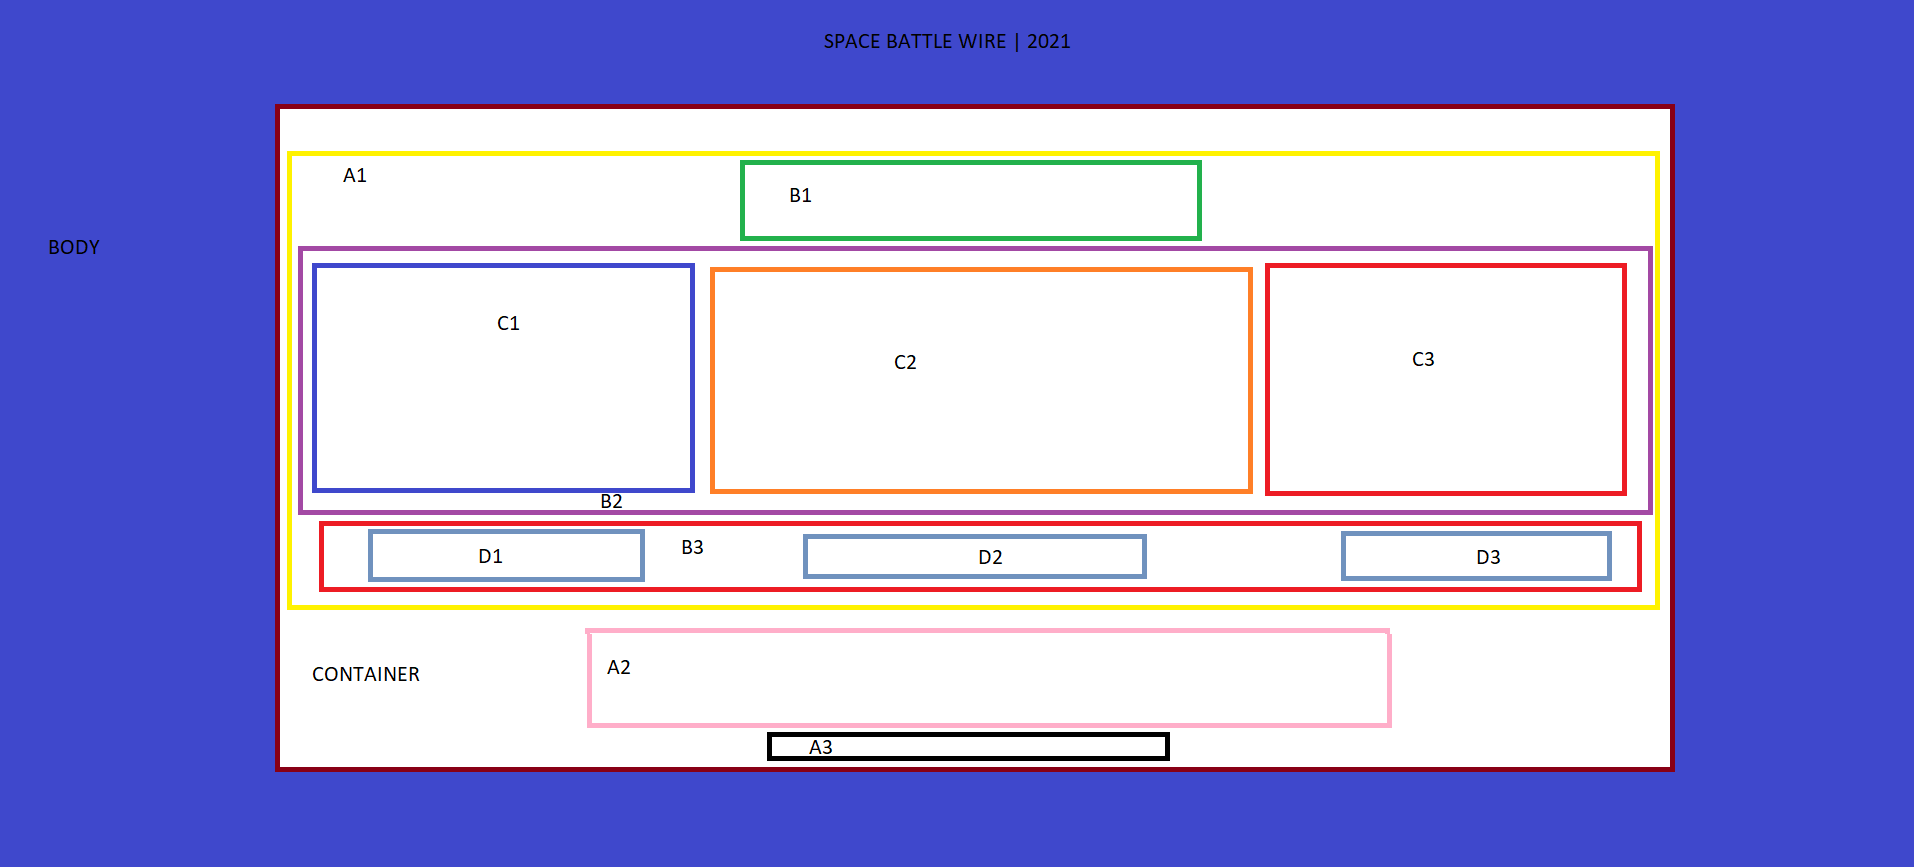 SPACE BATTLE WIRE | 2021
A1
B1
BODY
C1
C2
C3
B2
D1
B3
D2
D3
CONTAINER
A2
A3